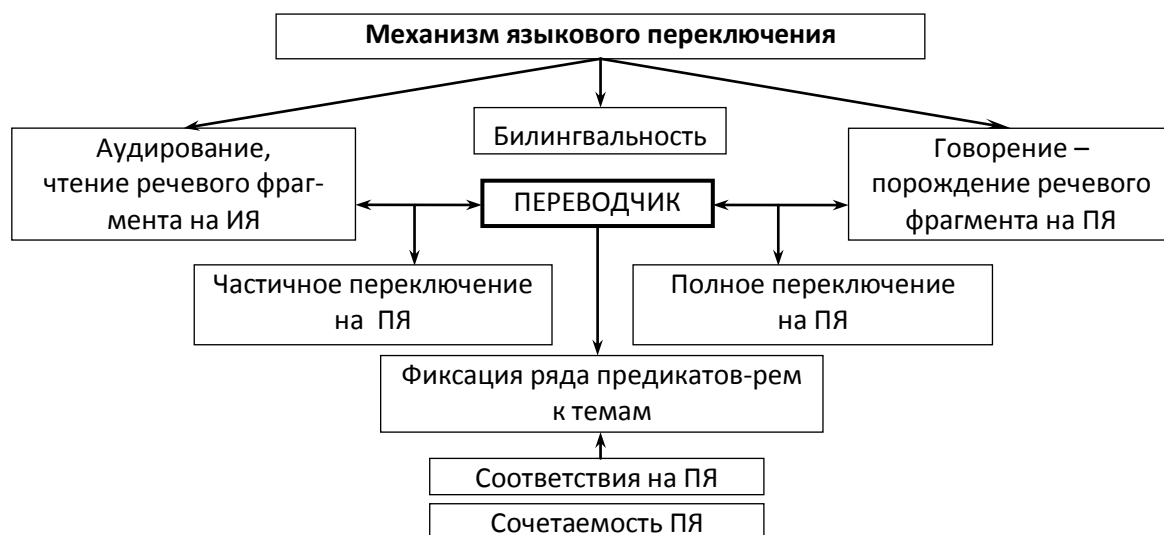 Механизм языкового переключения
Билингвальность
Аудирование,
чтение речевого фраг-
мента на ИЯ
Говорение –
порождение речевого
фрагмента на ПЯ
ПЕРЕВОДЧИК
Частичное переключение
на ПЯ
Полное переключение
на ПЯ
Фиксация ряда предикатов-рем
к темам
Соответствия на ПЯ
Сочетаемость ПЯ